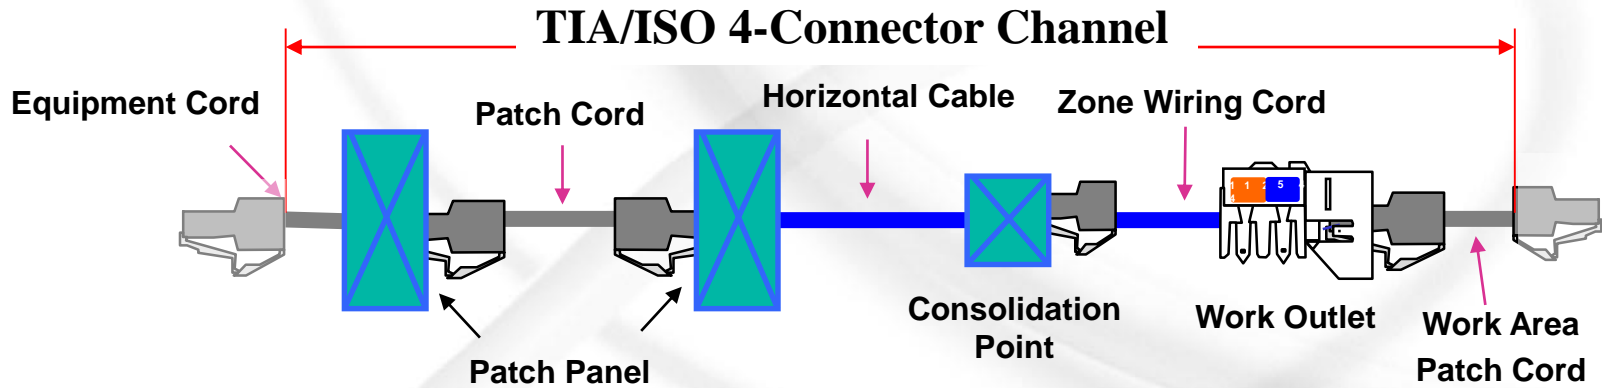 TIA/ISO 4-Connector Channel
Equipment Cord
Patch Cord
Horizontal Cable
Zone Wiring Cord
1 5
Consolidation
Point
Work Outlet
Work Area
Patch Cord
Patch Panel